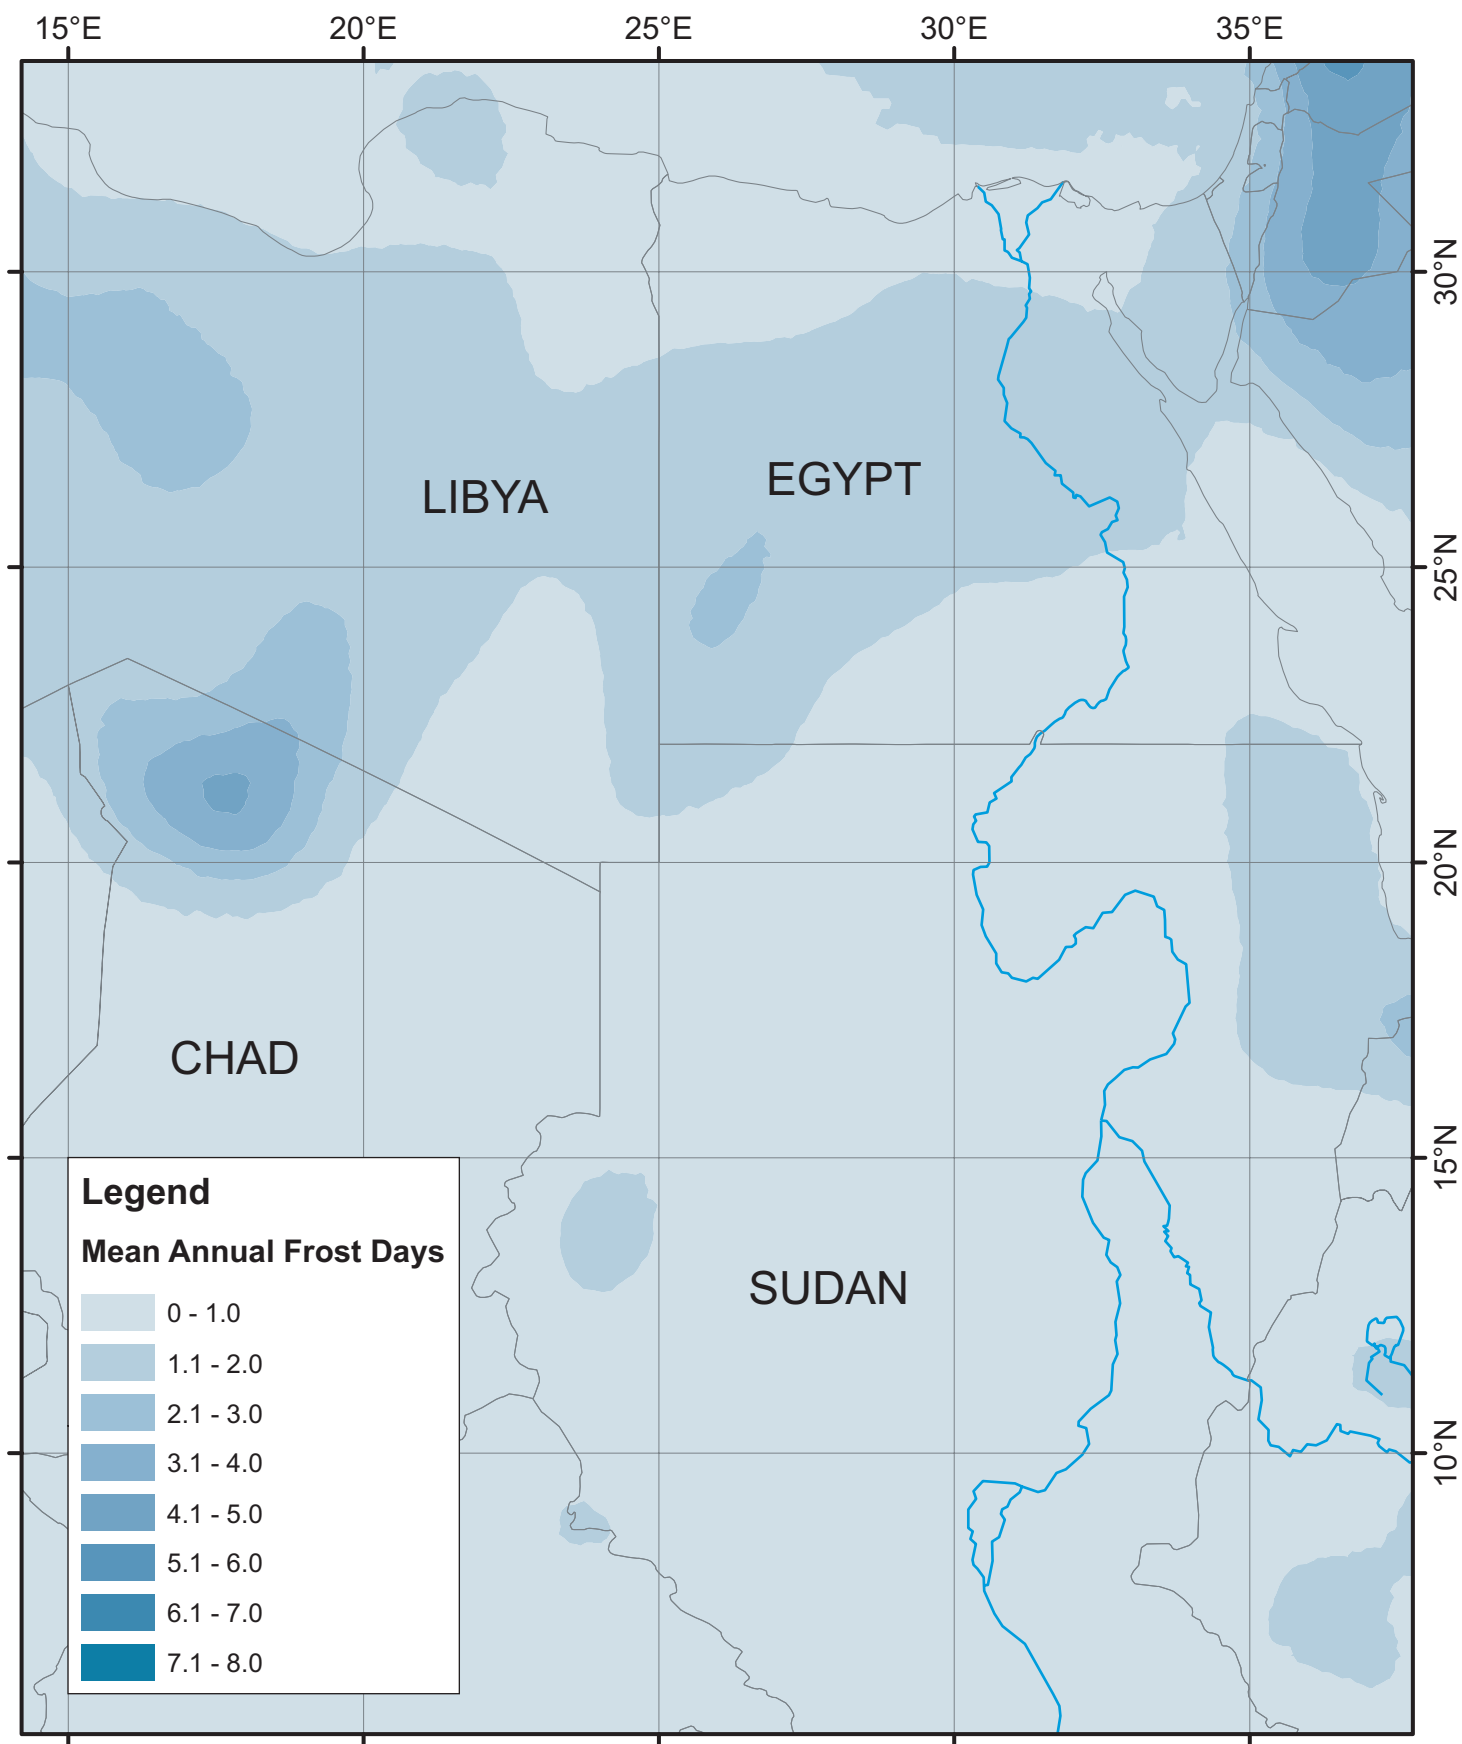 15°E 20°E 25°E 30°E 35°E
30°N
25°N
LIBYA
EGYPT
20°N
CHAD
15°N
SUDAN
10°N
Legend
Mean Annual Frost Days
0 - 1.0
1.1 - 2.0
2.1 - 3.0
3.1 - 4.0
4.1 - 5.0
5.1 - 6.0
6.1 - 7.0
7.1 - 8.0